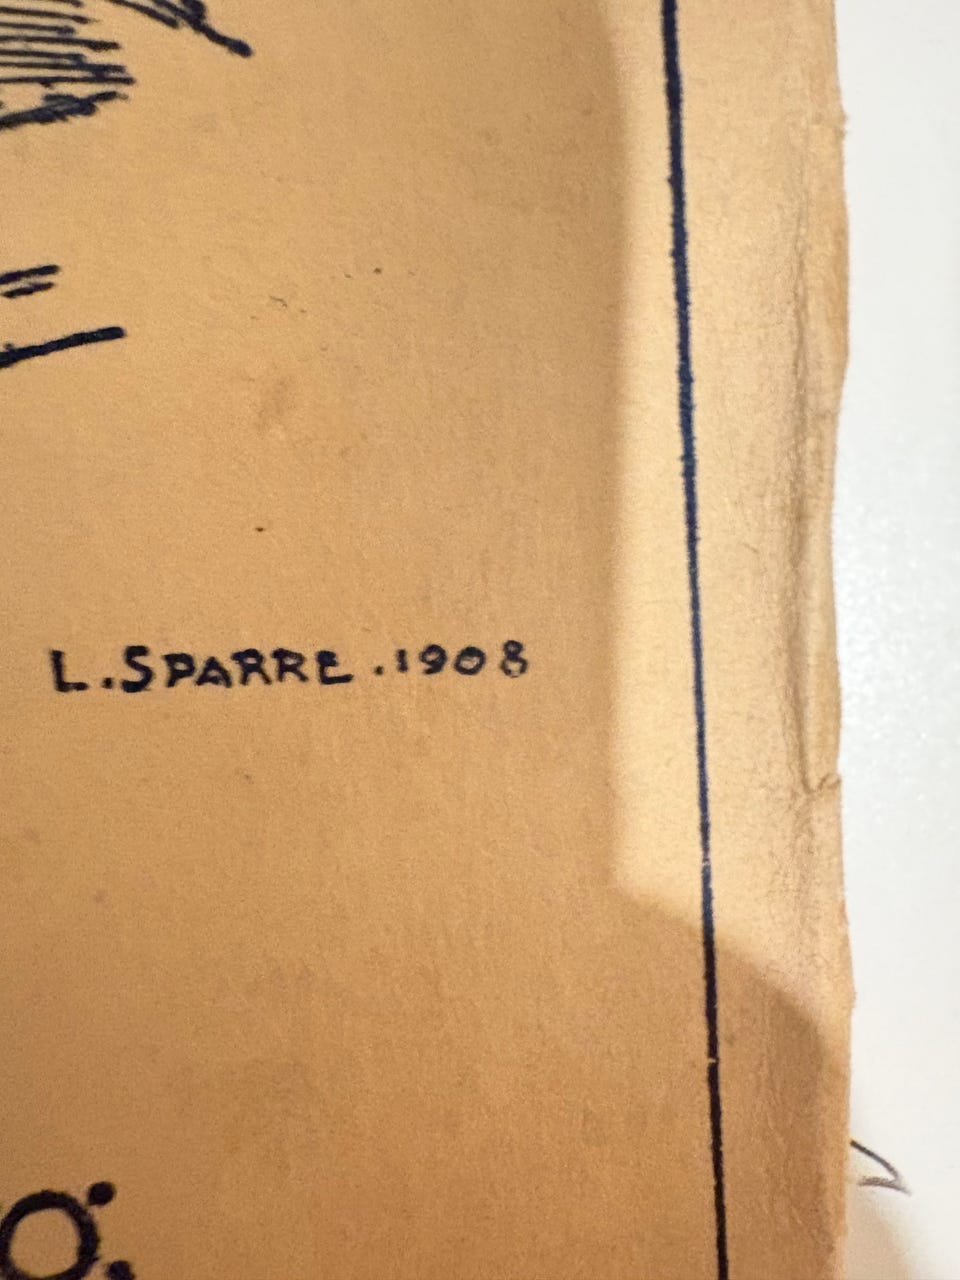 L. SPARRE . 1908